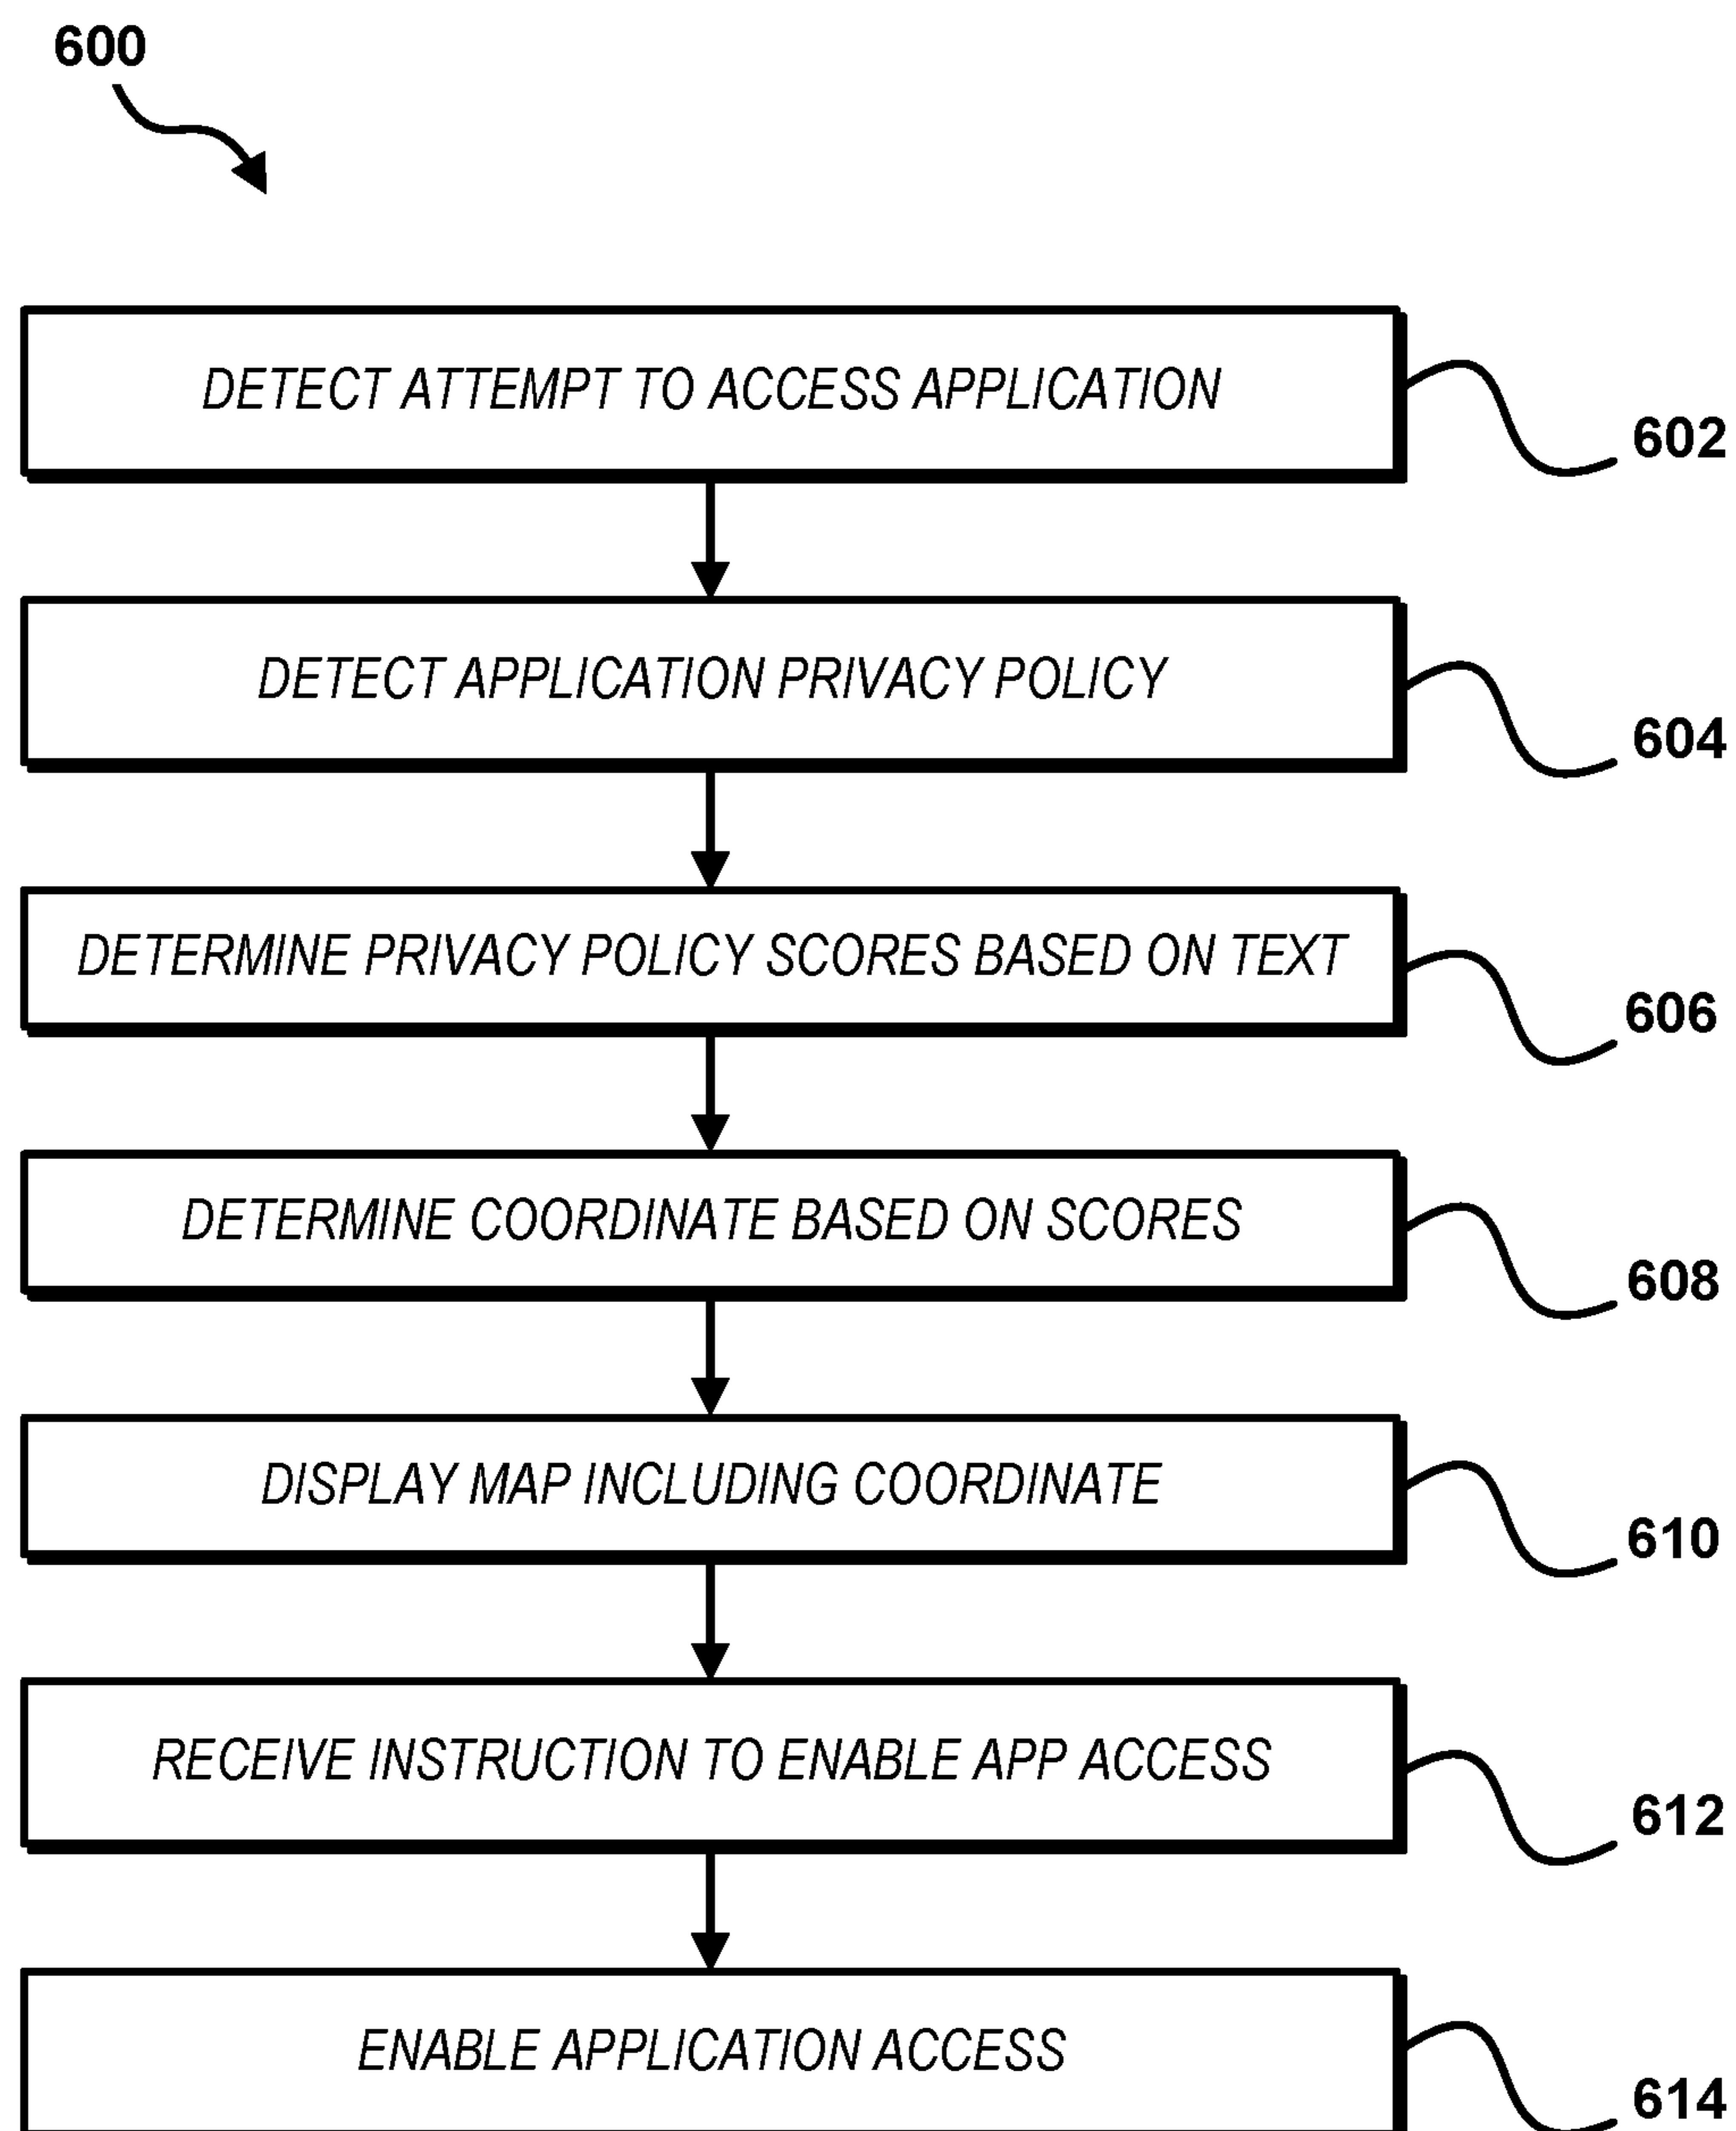 600
DETECT ATTEMPT TO ACCESS APPLICATION
602
DETECT APPLICATION PRIVACY POLICY
604
DETERMINE PRIVACY POLICY SCORES BASED ON TEXT
606
DETERMINE COORDINATE BASED ON SCORES
608
DISPLAY MAP INCLUDING COORDINATE
610
RECEIVE INSTRUCTION TO ENABLE APP ACCESS
612
ENABLE APPLICATION ACCESS
614